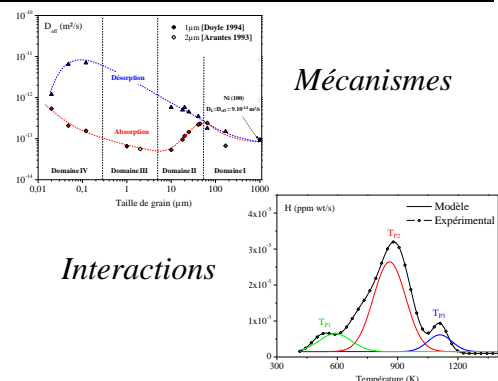 10⁻¹⁰
D_eff (m²/s)
1µm [Doyle 1994]
2µm [Arantes 1993]
10⁻¹¹
Désorption
Mécanismes
10⁻¹²
Ni (100)
D_L=D_eff=9.10⁻¹⁴ m²/s
Absorption
10⁻¹³
Domaine IV Domaine III Domaine II Domaine I
10⁻¹⁴
0,01 0,1 1 10 100 1000
Taille de grain (µm)
Interactions
H (ppm wt/s)
Modèle
Expérimental
4x10⁻⁵
T_P2
3x10⁻⁵
2x10⁻⁵
T_P1 T_P3
1x10⁻⁵
0
300 600 900 1200
Température (K)